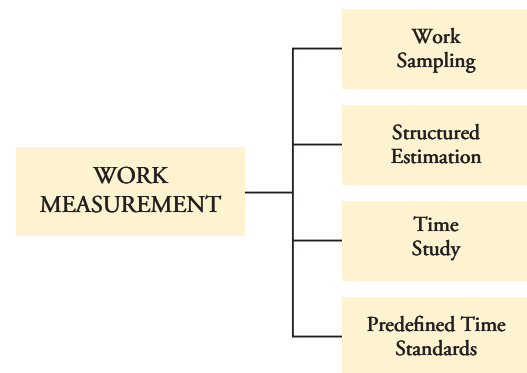 WORK
MEASUREMENT
Work
Sampling
Structured
Estimation
Time
Study
Predefined Time
Standards